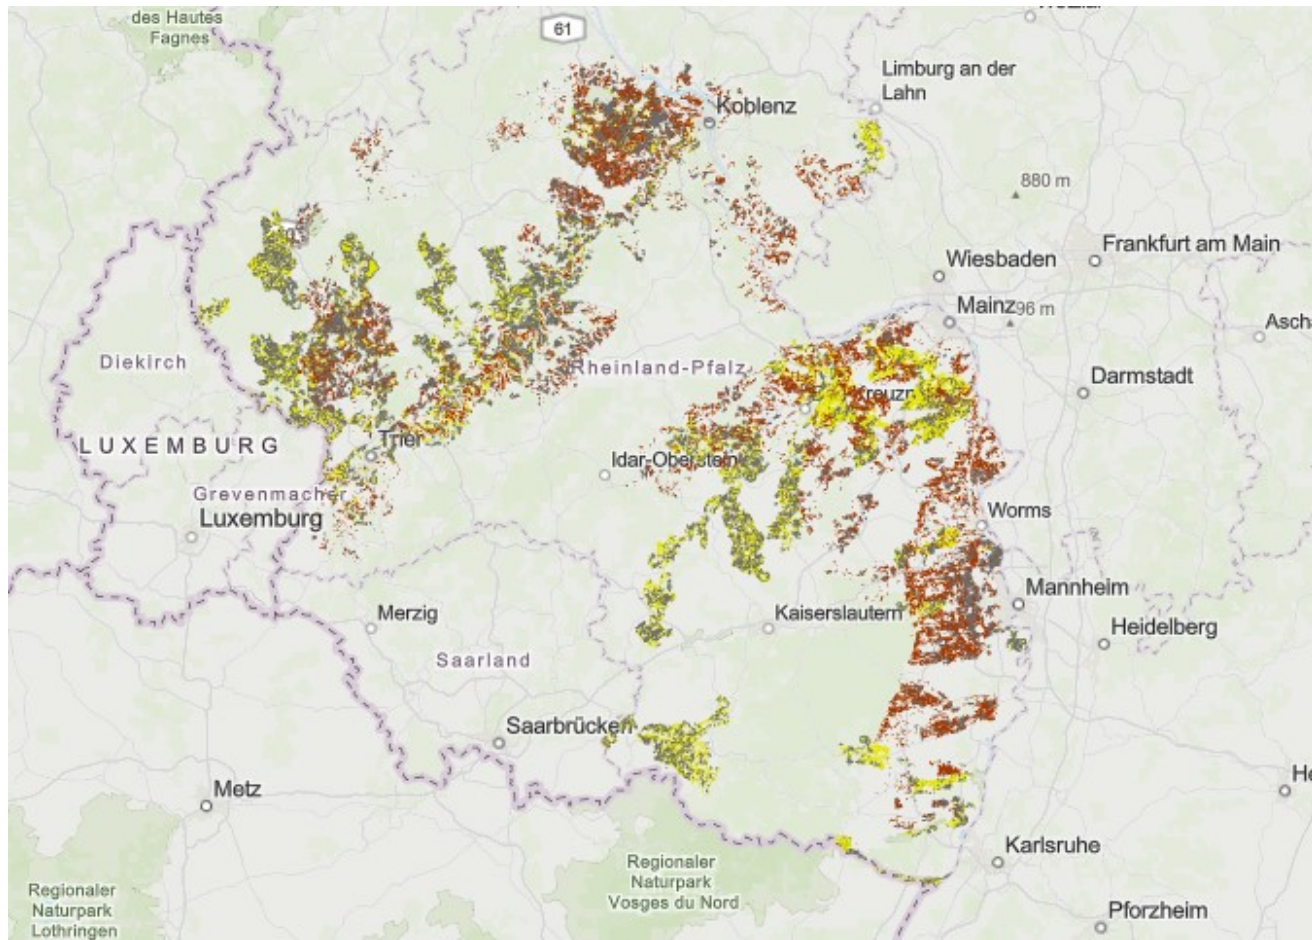 des Hautes
Fagnes
61
Limburg an der
Lahn
Koblenz
880 m
Frankfurt am Main
Wiesbaden
Mainz
96 m
Diekirch
Rheinland-Pfalz
Darmstadt
LUXEMBURG
Trier
Idar-Oberstein
Grevenmacher
Luxemburg
Worms
Merzig
Kaiserslautern
Mannheim
Heidelberg
Saarland
Saarbrücken
Metz
Karlsruhe
Regionaler
Naturpark
Vosges du Nord
Regionaler
Naturpark
Lothringen
Pforzheim